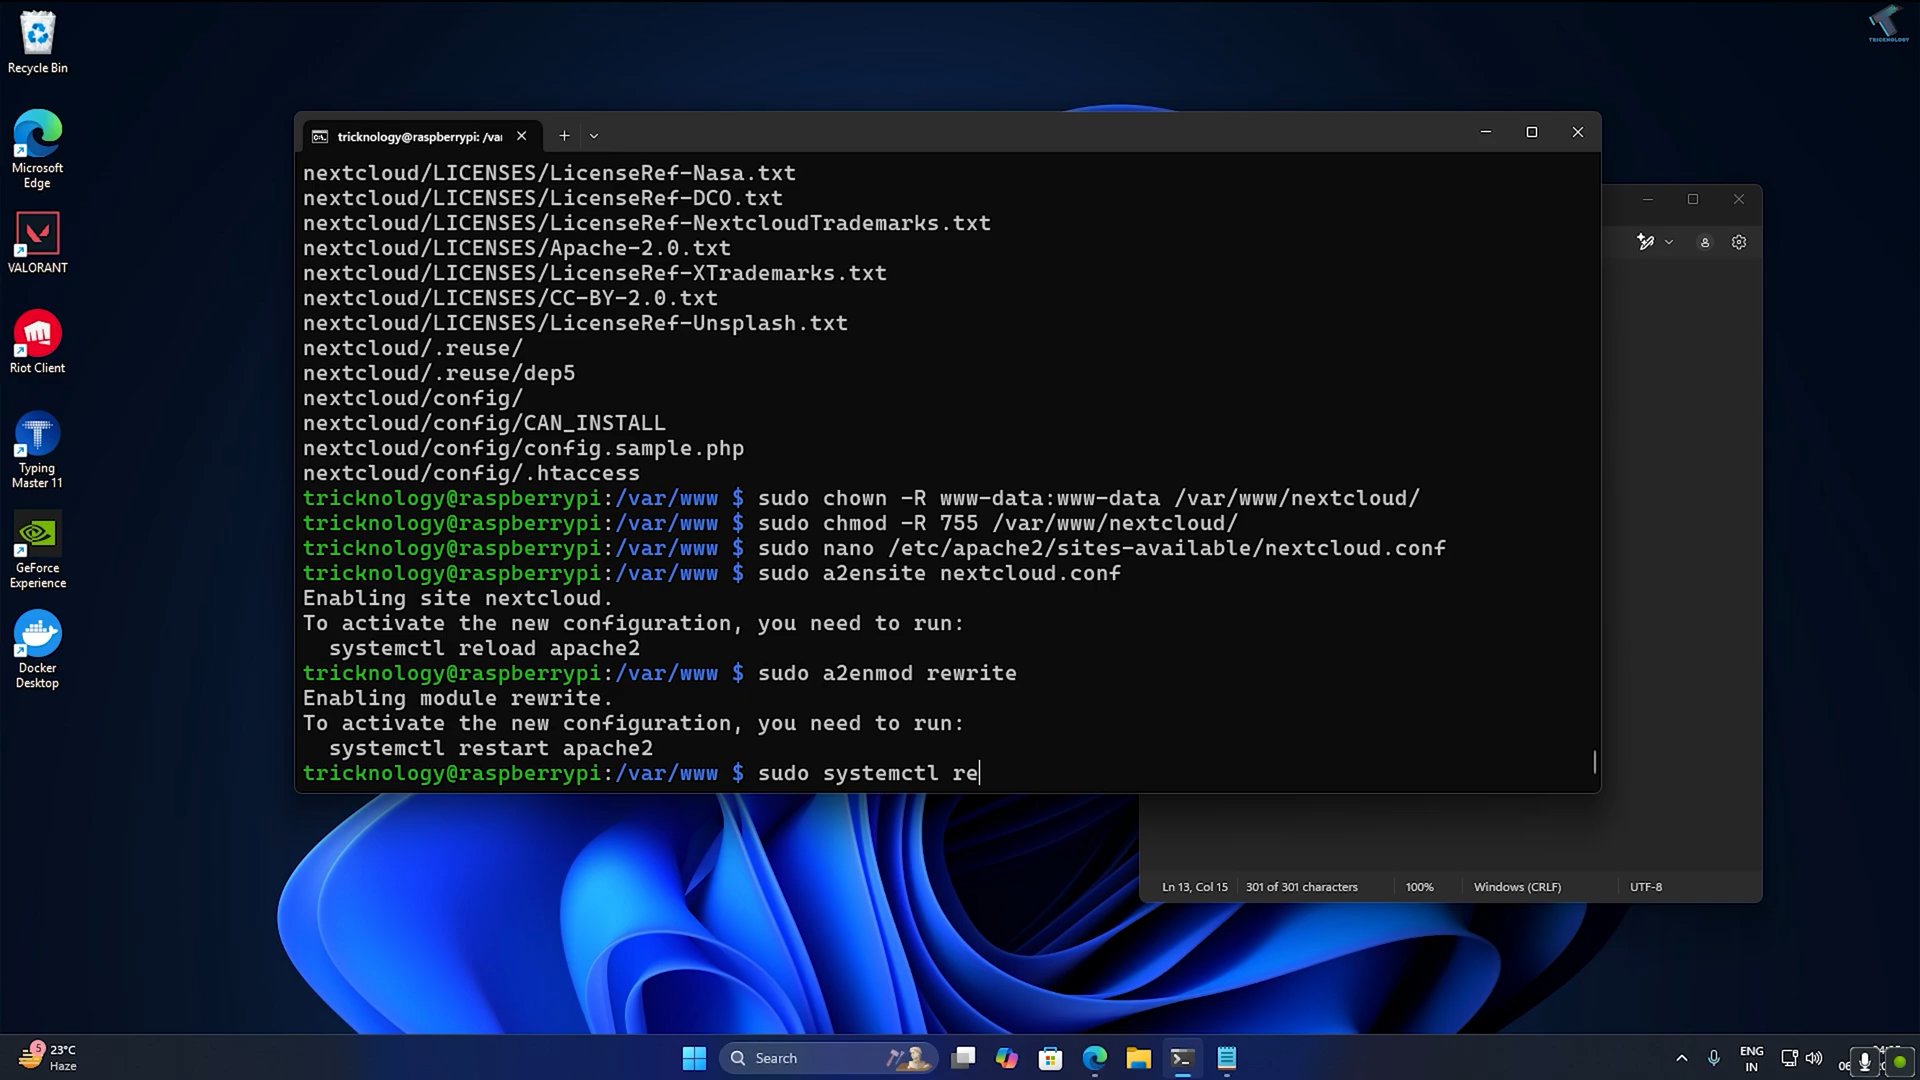 Recycle Bin
Microsoft
Edge
VALORANT
Riot Client
Typing
Master 11
GeForce
Experience
Docker
Desktop
TRICKNOLOGY
tricknology@raspberrypi: /va
nextcloud/LICENSES/LicenseRef-Nasa.txt
nextcloud/LICENSES/LicenseRef-DCO.txt
nextcloud/LICENSES/LicenseRef-NextcloudTrademarks.txt
nextcloud/LICENSES/Apache-2.0.txt
nextcloud/LICENSES/LicenseRef-XTrademarks.txt
nextcloud/LICENSES/CC-BY-2.0.txt
nextcloud/LICENSES/LicenseRef-Unsplash.txt
nextcloud/.reuse/
nextcloud/.reuse/dep5
nextcloud/config/
nextcloud/config/CAN_INSTALL
nextcloud/config/config.sample.php
nextcloud/config/.htaccess
tricknology@raspberrypi:/var/www $ sudo chown -R www-data:www-data /var/www/nextcloud/
tricknology@raspberrypi:/var/www $ sudo chmod -R 755 /var/www/nextcloud/
tricknology@raspberrypi:/var/www $ sudo nano /etc/apache2/sites-available/nextcloud.conf
tricknology@raspberrypi:/var/www $ sudo a2ensite nextcloud.conf
Enabling site nextcloud.
To activate the new configuration, you need to run:
systemctl reload apache2
tricknology@raspberrypi:/var/www $ sudo a2enmod rewrite
Enabling module rewrite.
To activate the new configuration, you need to run:
systemctl restart apache2
tricknology@raspberrypi:/var/www $ sudo systemctl re
Ln 13, Col 15 301 of 301 characters 100% Windows (CRLF) UTF-8
5 23°C
Haze
Search
ENG
IN